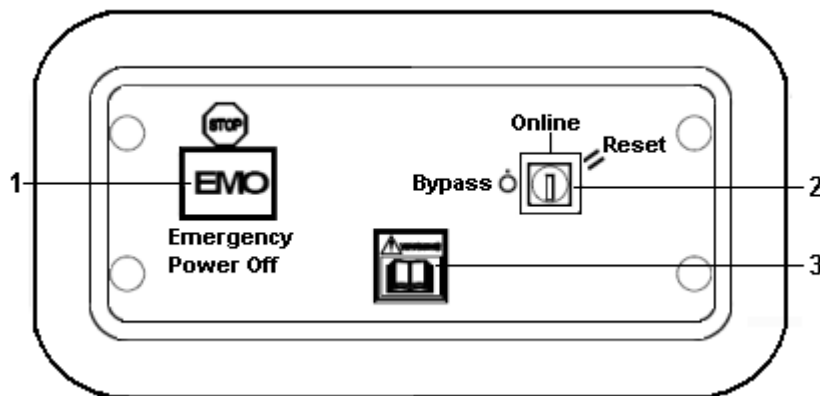 STOP
Online
Reset
1
EMO
Bypass
2
Emergency
Power Off
3